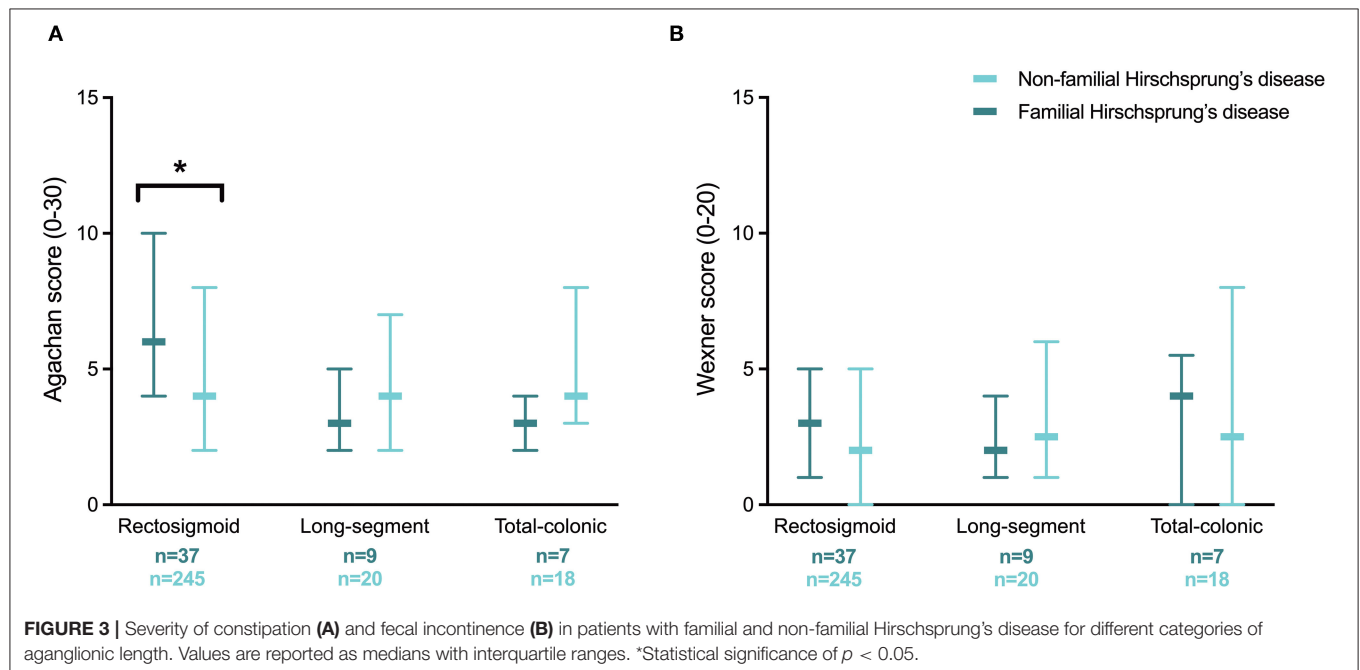 A
B
Non-familial Hirschsprung's disease
Familial Hirschsprung's disease
15
10
5
0
Agachan score (0-30)
*
Rectosigmoid
Long-segment
Total-colonic
n=37
n=9
n=7
n=245
n=20
n=18
15
10
5
0
Wexner score (0-20)
Rectosigmoid
Long-segment
Total-colonic
n=37
n=9
n=7
n=245
n=20
n=18
FIGURE 3 | Severity of constipation (A) and fecal incontinence (B) in patients with familial and non-familial Hirschsprung's disease for different categories of
aganglionic length. Values are reported as medians with interquartile ranges. *Statistical significance of p < 0.05.